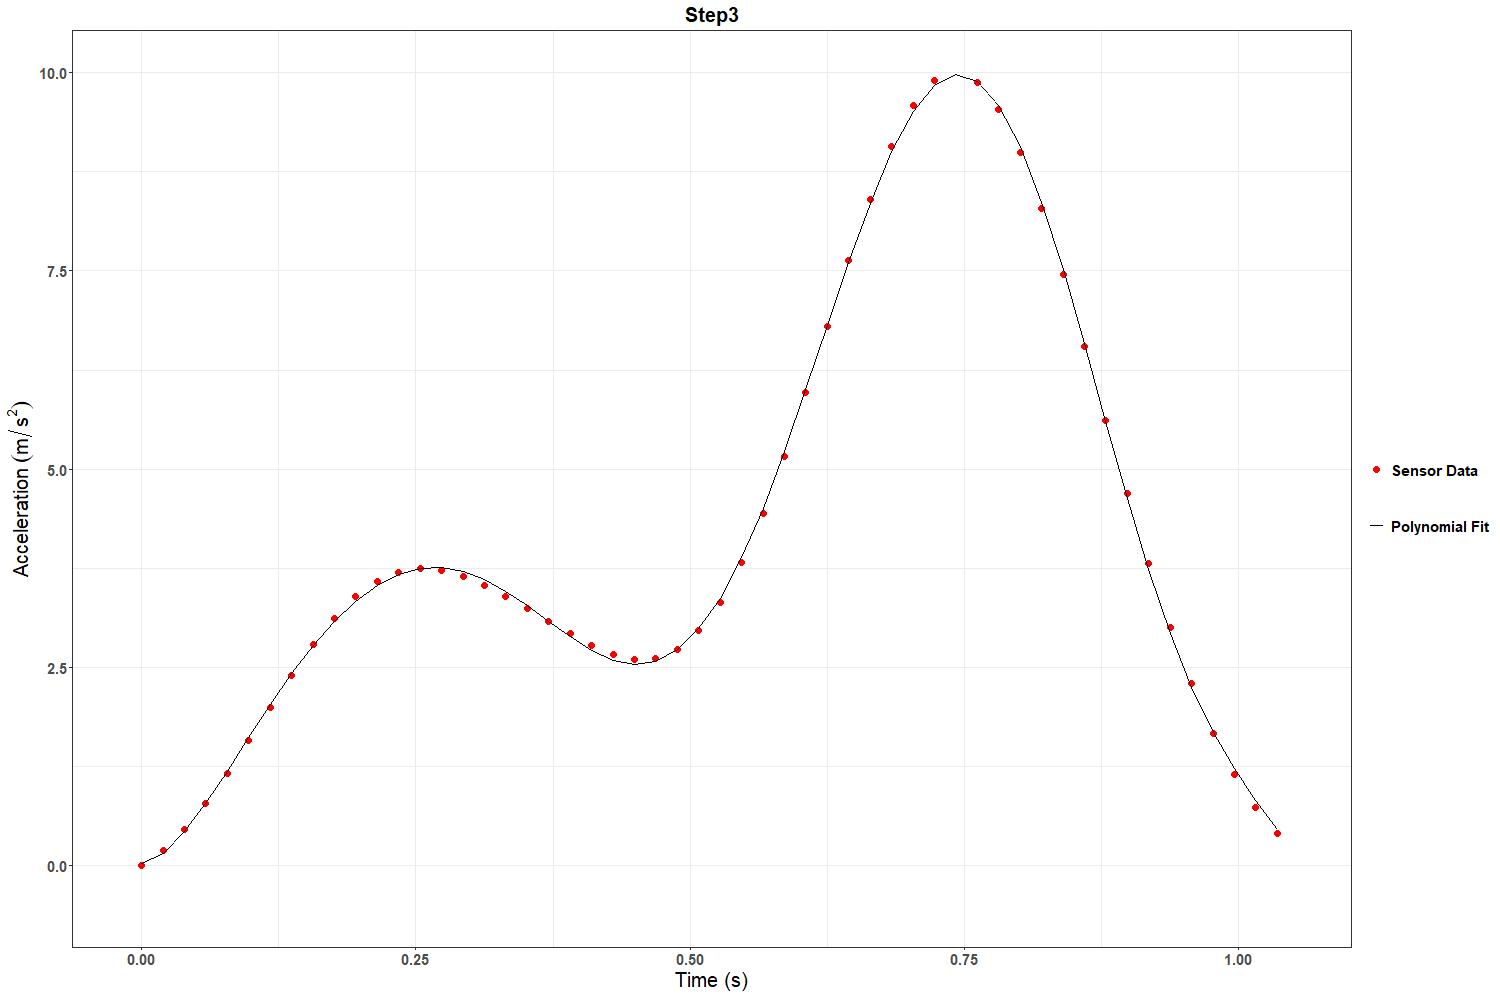 Step3
10.0
7.5
5.0
2.5
0.0
Acceleration (m/s²)
0.00 0.25 0.50 0.75 1.00
Time (s)
Sensor Data
Polynomial Fit